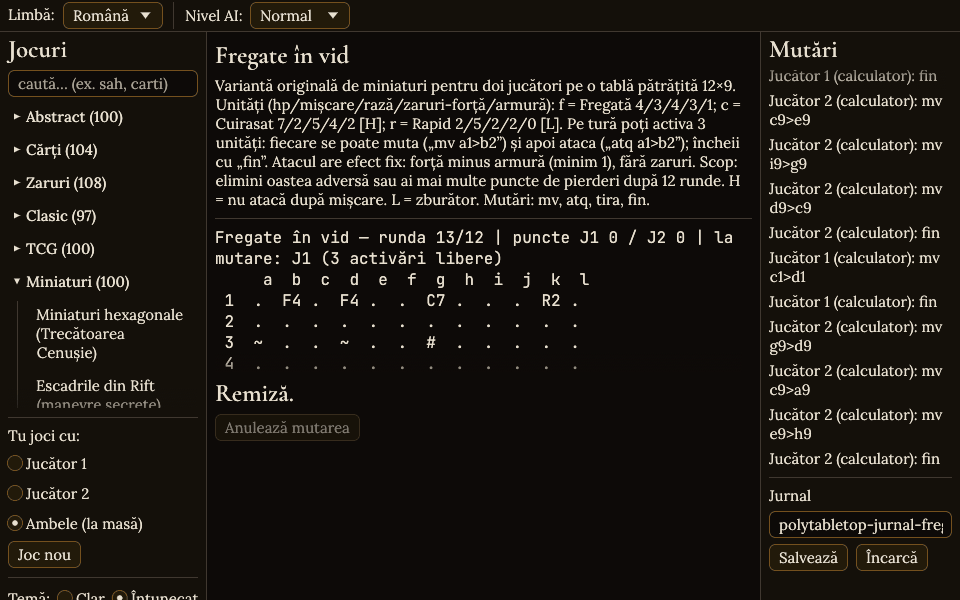 Limbă: Română ▼ Nivel AI: Normal ▼
Jocuri
caută... (ex. sah, carti)
▸ Abstract (100)
▸ Cărți (104)
▸ Zaruri (108)
▸ Clasic (97)
▸ TCG (100)
▾ Miniaturi (100)
Miniaturi hexagonale
(Trecătoarea
Cenușie)
Escadrile din Rift
(manevre secrete)
Tu joci cu:
Jucător 1
Jucător 2
Ambele (la masă)
Joc nou
Temă: Clar Întunecat
Fregate în vid
Variantă originală de miniaturi pentru doi jucători pe o tablă pătrățită 12×9.
Unități (hp/mișcare/rază/zaruri-forță/armură): f = Fregată 4/3/4/3/1; c =
Cuirasat 7/2/5/4/2 [H]; r = Rapid 2/5/2/2/0 [L]. Pe tură poți activa 3
unități: fiecare se poate muta („mv a1>b2”) și apoi ataca („atq a1>b2”); închei
cu „fin”. Atacul are efect fix: forță minus armură (minim 1), fără zaruri. Scop:
elimini oastea adversă sau ai mai multe puncte de pierderi după 12 runde. H
= nu atacă după mișcare. L = zburător. Mutări: mv, atq, tira, fin.
Fregate în vid — runda 13/12 | puncte J1 0 / J2 0 | la
mutare: J1 (3 activări libere)
a b c d e f g h i j k l
1 . F4 . F4 . . C7 . . . R2 .
2 . . . . . . . . . . . .
3 ~ . . ~ . . # . . . . .
4 . . . . . . . . . . . .
Remiză.
Anulează mutarea
Mutări
Jucător 1 (calculator): fin
Jucător 2 (calculator): mv
c9>e9
Jucător 2 (calculator): mv
i9>g9
Jucător 2 (calculator): mv
d9>c9
Jucător 2 (calculator): fin
Jucător 1 (calculator): mv
c1>d1
Jucător 1 (calculator): fin
Jucător 2 (calculator): mv
g9>d9
Jucător 2 (calculator): mv
c9>a9
Jucător 2 (calculator): mv
e9>h9
Jucător 2 (calculator): fin
Jurnal
polytabletop-jurnal-freg
Salvează Încarcă